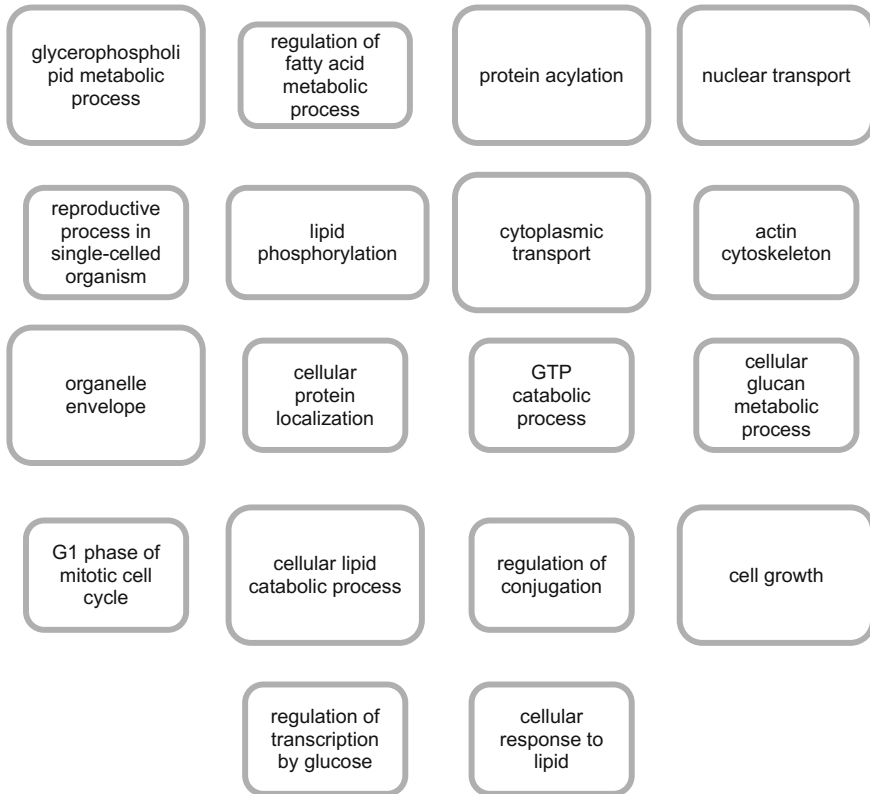 glycerophospholi
pid metabolic
process
regulation of
fatty acid
metabolic
process
protein acylation
nuclear transport
reproductive
process in
single-celled
organism
lipid
phosphorylation
cytoplasmic
transport
actin
cytoskeleton
organelle
envelope
cellular
protein
localization
GTP
catabolic
process
cellular
glucan
metabolic
process
G1 phase of
mitotic cell
cycle
cellular lipid
catabolic process
regulation of
conjugation
cell growth
regulation of
transcription
by glucose
cellular
response to
lipid